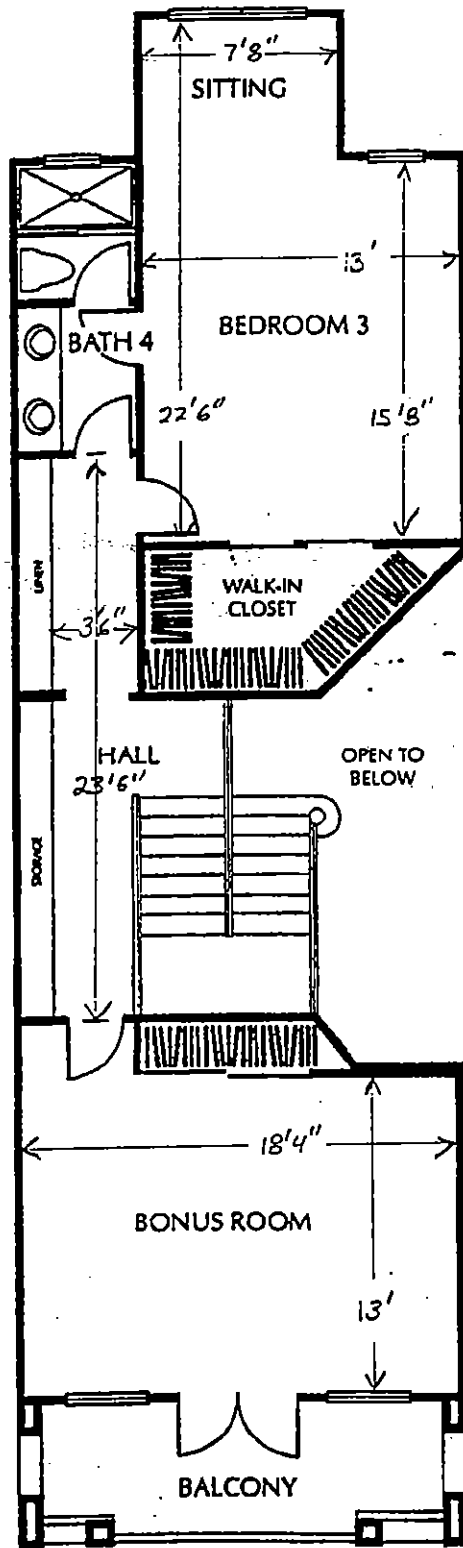 7'8"
SITTING
13'
BEDROOM 3
BATH 4
22'6"
15'8"
LINEN
WALK-IN
CLOSET
3'6"
HALL
23'6"
OPEN TO
BELOW
STORAGE
18'4"
BONUS ROOM
13'
BALCONY